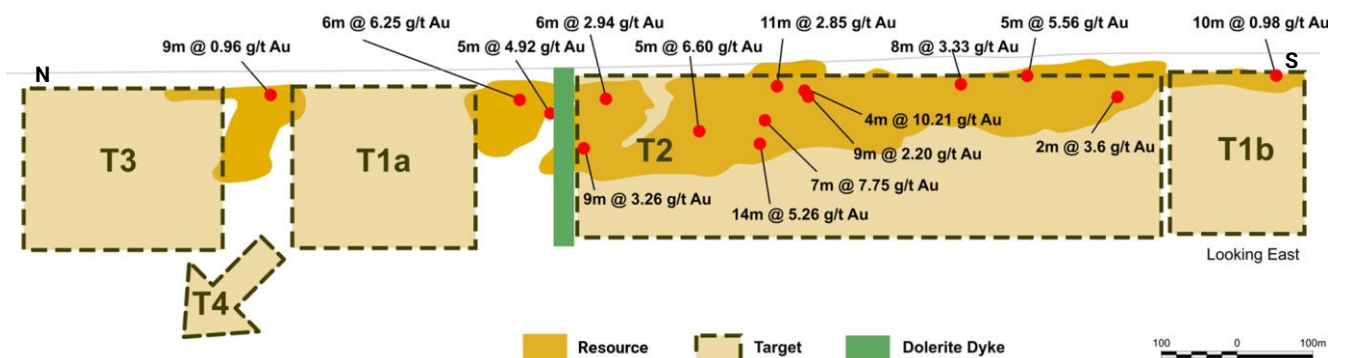 6m @ 6.25 g/t Au
6m @ 2.94 g/t Au
11m @ 2.85 g/t Au
5m @ 5.56 g/t Au
10m @ 0.98 g/t Au
9m @ 0.96 g/t Au
5m @ 4.92 g/t Au
5m @ 6.60 g/t Au
8m @ 3.33 g/t Au
N
S
4m @ 10.21 g/t Au
T3
T1a
T2
9m @ 2.20 g/t Au
2m @ 3.6 g/t Au
T1b
7m @ 7.75 g/t Au
9m @ 3.26 g/t Au
14m @ 5.26 g/t Au
Looking East
T4
Resource
Target
Dolerite Dyke
100
0
100m